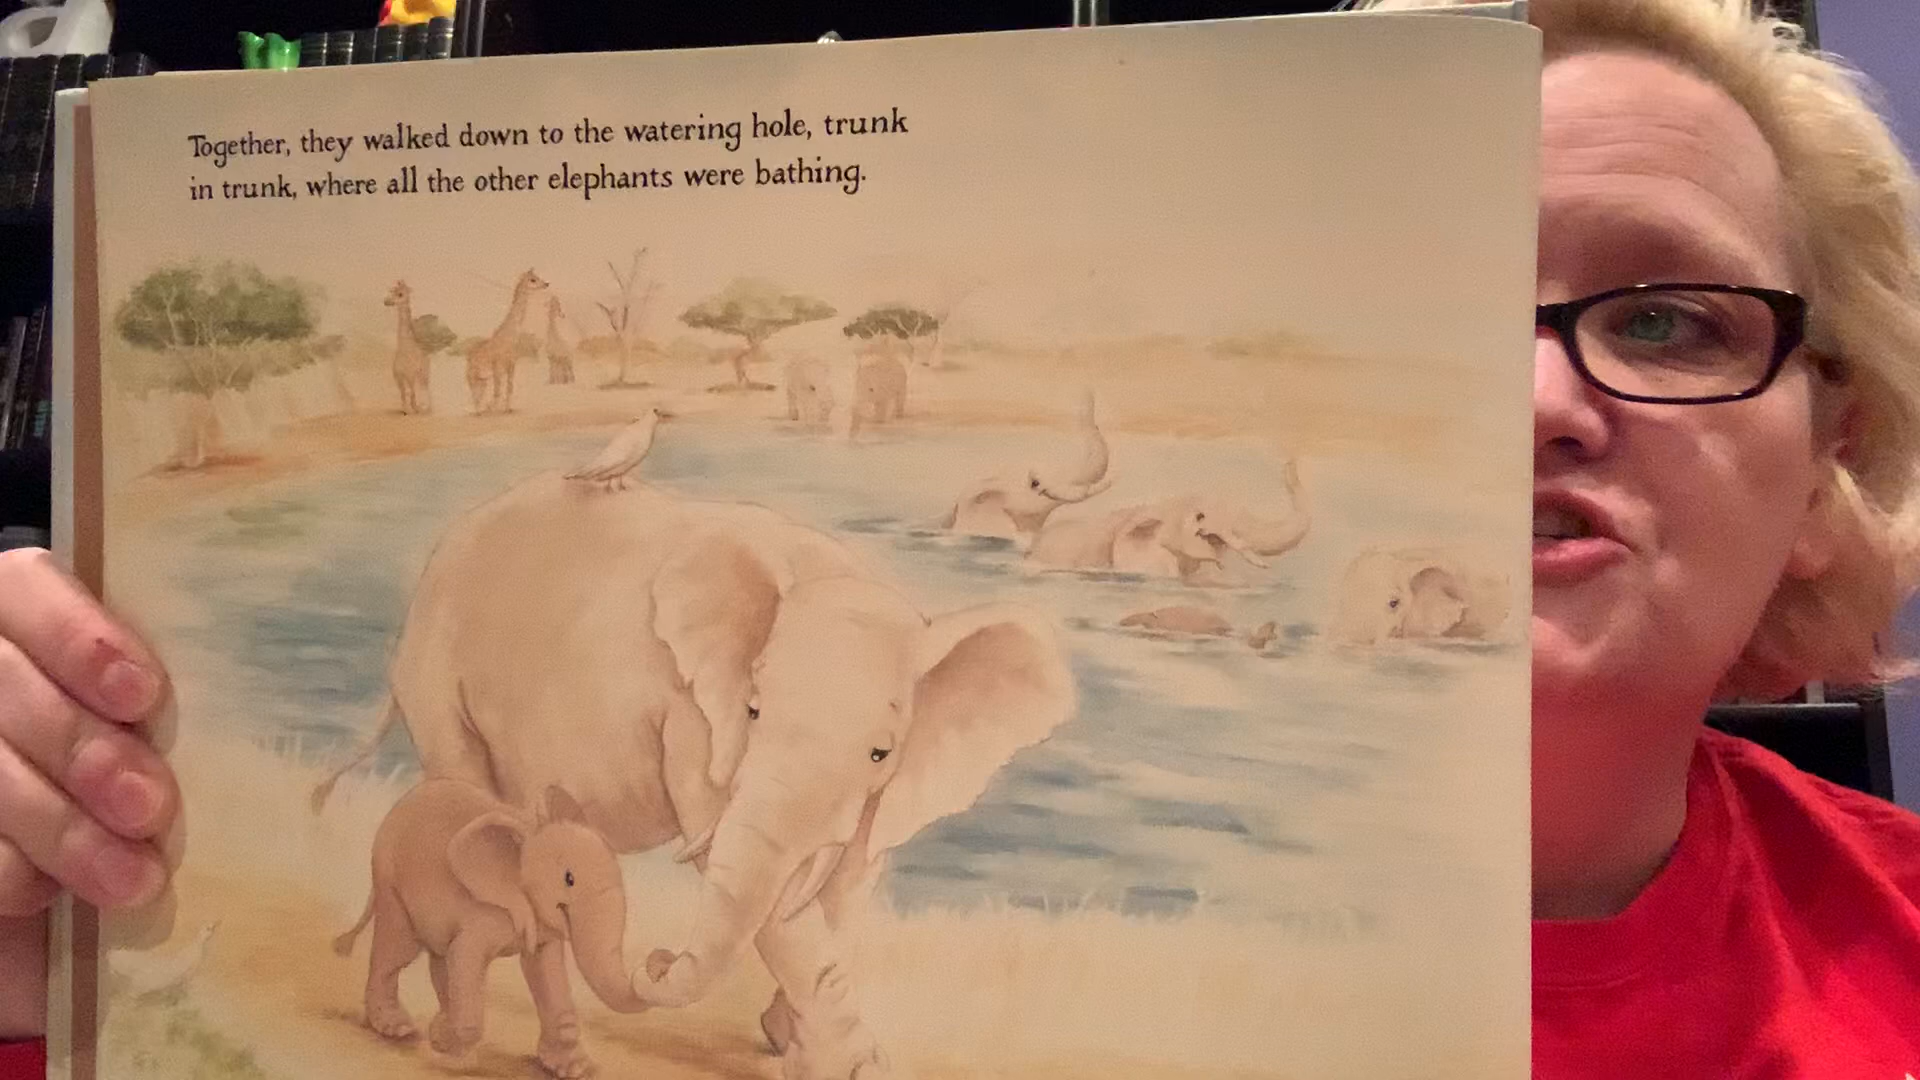 Together, they walked down to the watering hole, trunk
in trunk, where all the other elephants were bathing.